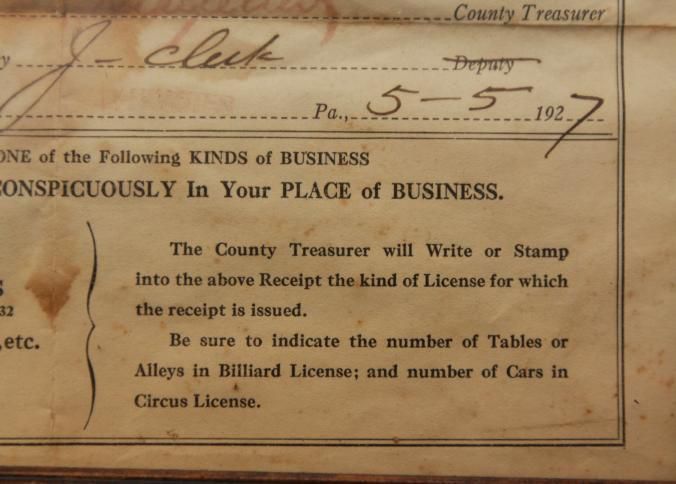 County Treasurer
y J- clerk Deputy
Pa., 5-5 1927
ONE of the Following KINDS of BUSINESS
CONSPICUOUSLY In Your PLACE of BUSINESS.
The County Treasurer will Write or Stamp
into the above Receipt the kind of License for which
the receipt is issued.
S
32
,etc.
Be sure to indicate the number of Tables or
Alleys in Billiard License; and number of Cars in
Circus License.